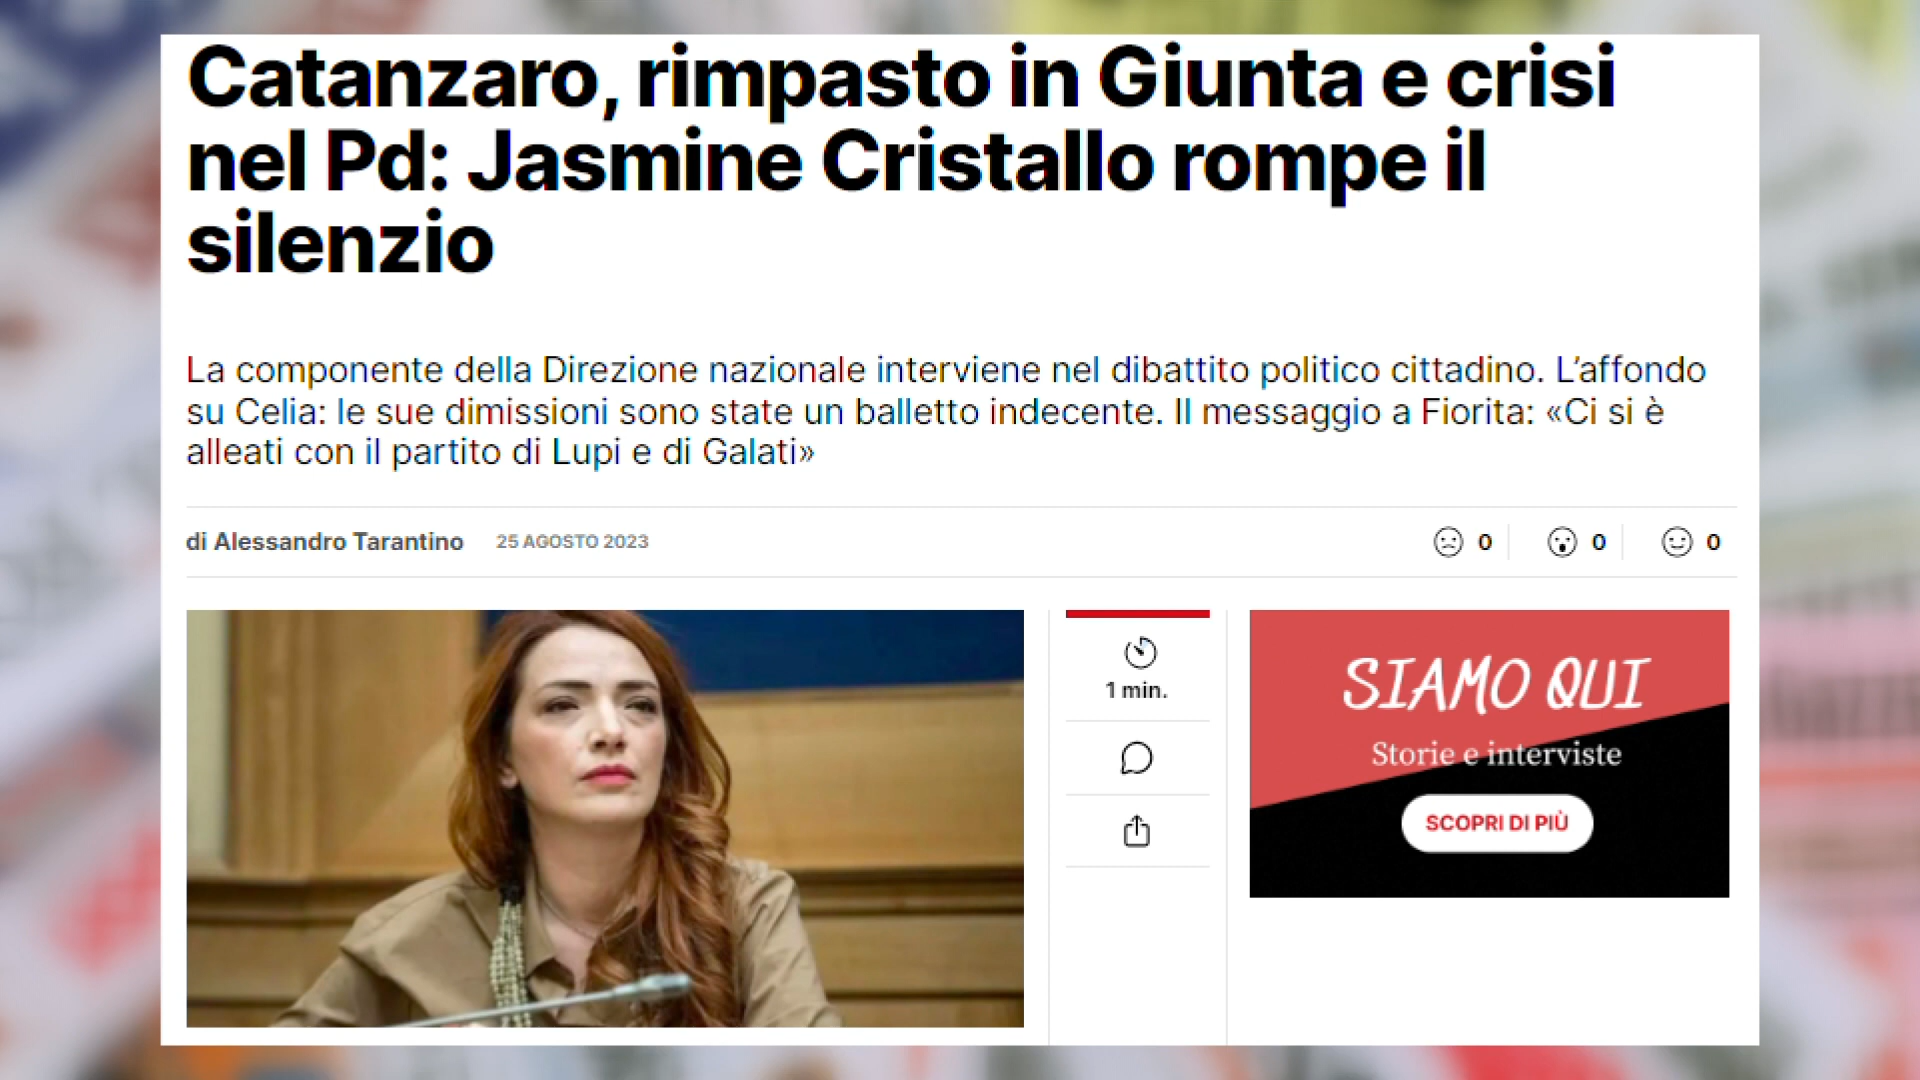 Catanzaro, rimpasto in Giunta e crisi
nel Pd: Jasmine Cristallo rompe il
silenzio
La componente della Direzione nazionale interviene nel dibattito politico cittadino. L’affondo
su Celia: le sue dimissioni sono state un balletto indecente. Il messaggio a Fiorita: «Ci si è
alleati con il partito di Lupi e di Galati»
di Alessandro Tarantino 25 AGOSTO 2023
0 0 0
1 min.
SIAMO QUI
Storie e interviste
SCOPRI DI PIÙ